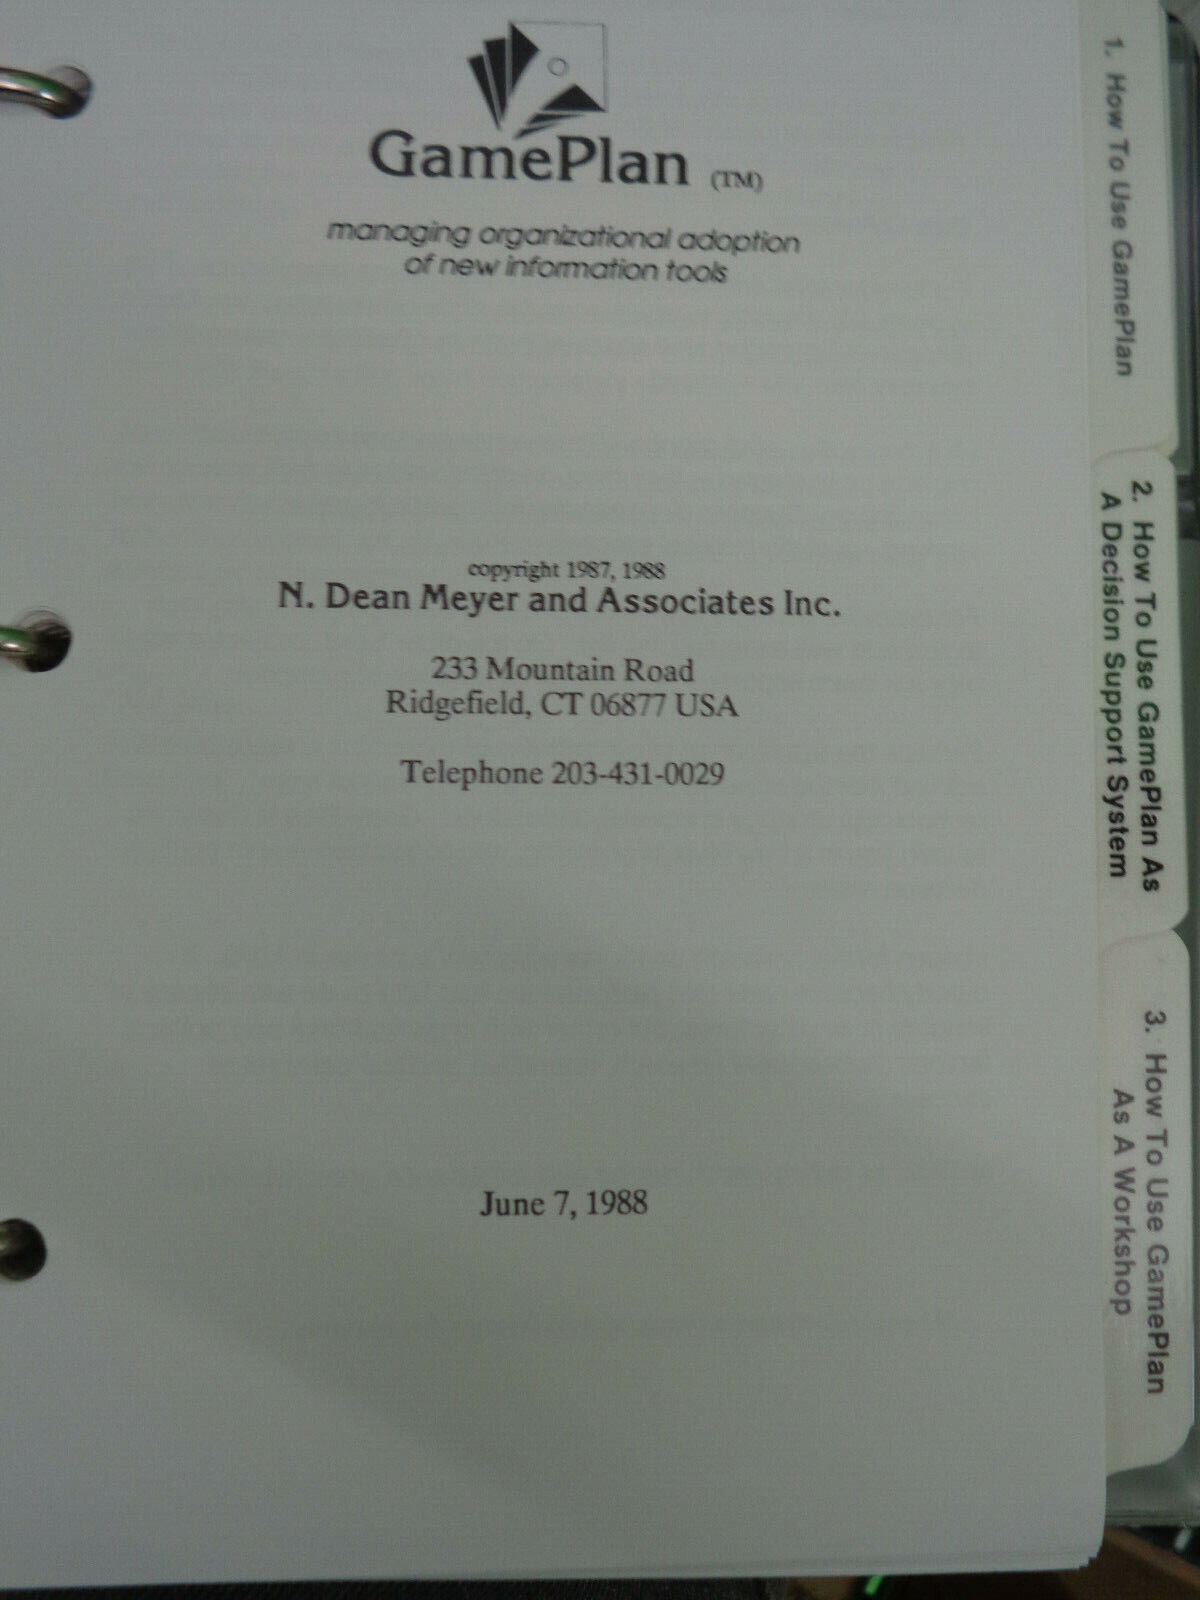 GamePlan (TM)
managing organizational adoption
of new information tools
copyright 1987, 1988
N. Dean Meyer and Associates Inc.
233 Mountain Road
Ridgefield, CT 06877 USA
Telephone 203-431-0029
June 7, 1988
1. How To Use GamePlan
2. How To Use GamePlan As
A Decision Support System
3. How To Use GamePlan
As A Workshop